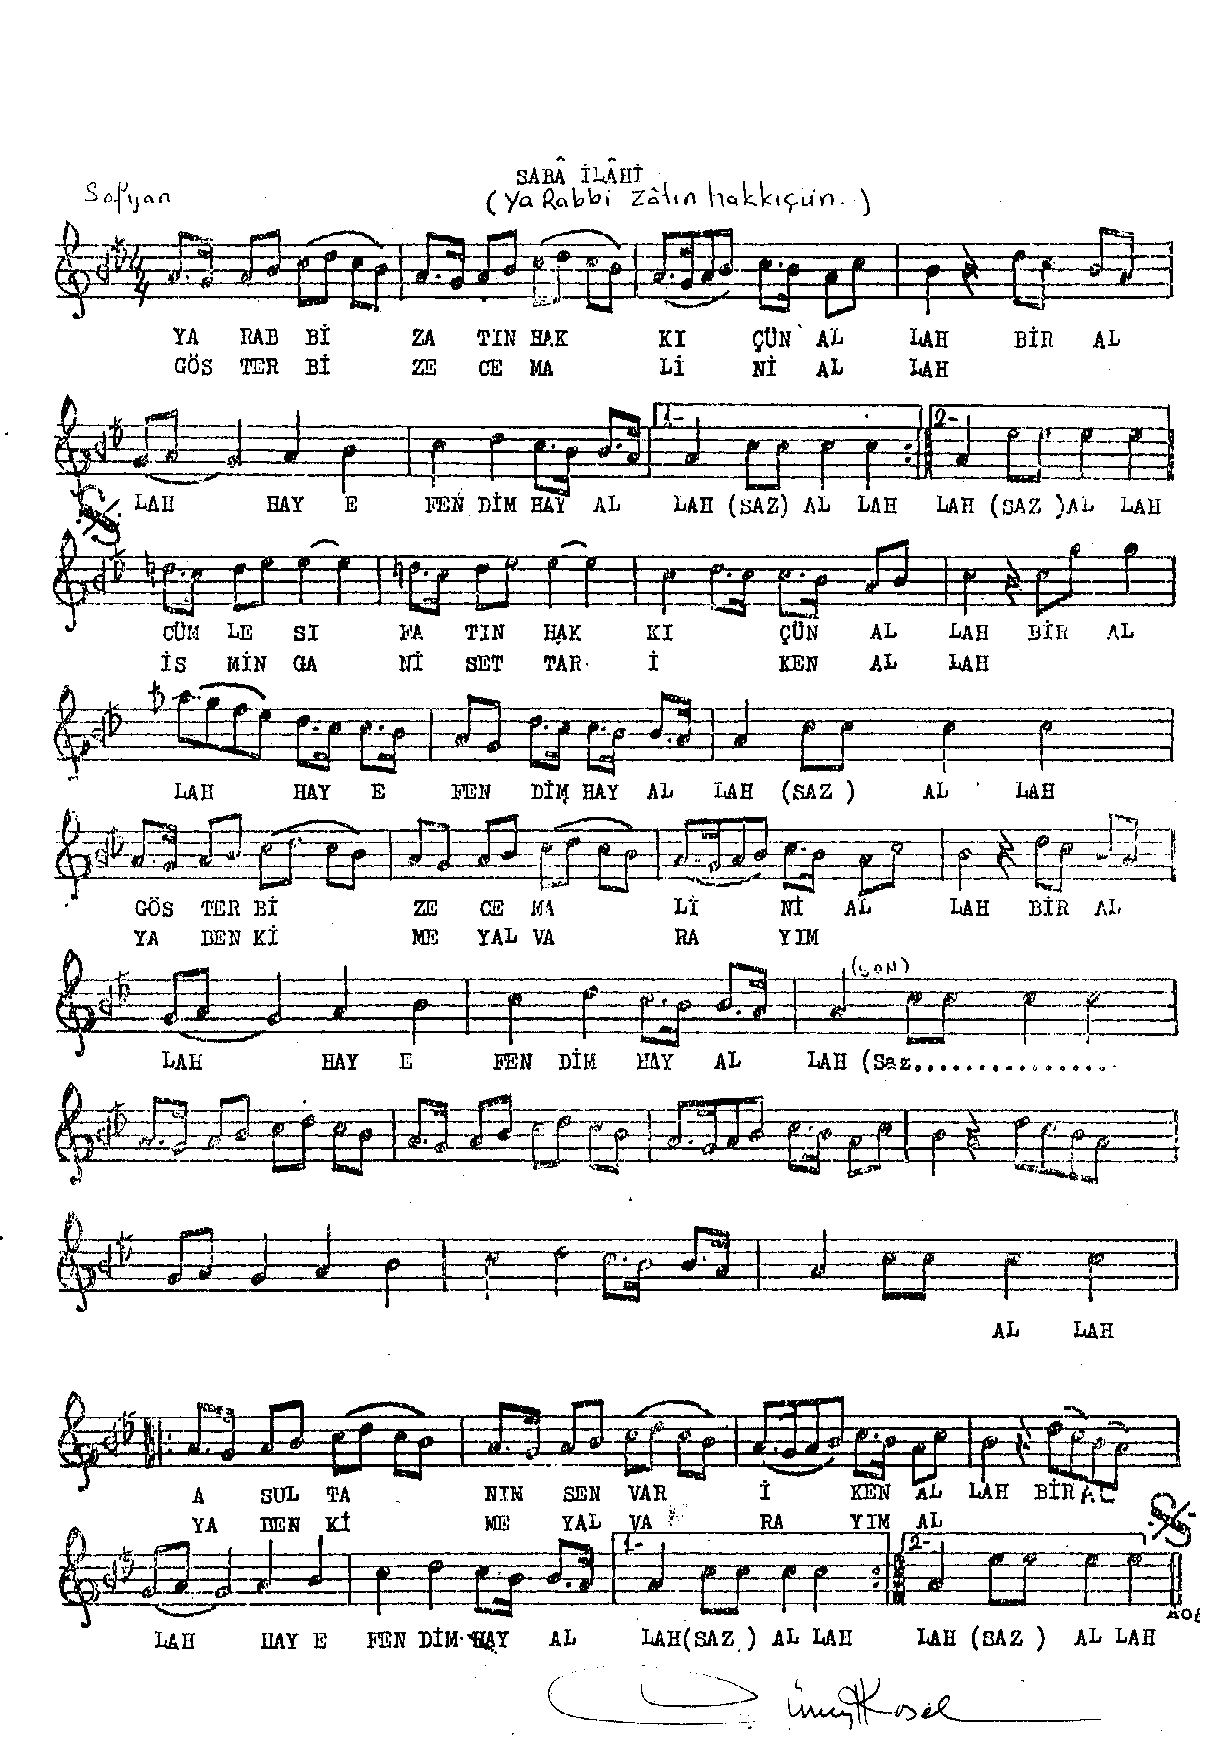 SABÂ İLÂHİ
Sofyan (Ya Rabbi Zâtın hakkıçün.)
YA RAB Bİ ZA TIN HAK KI ÇÜN AL LAH BİR AL
GÖS TER Bİ ZE CE MA Lİ Nİ AL LAH
1- 2-
LAH HAY E FEN DİM HAY AL LAH (SAZ) AL LAH LAH (SAZ )AL LAH
CÜM LE SI FA TIN HAK KI ÇÜN AL LAH BİR AL
İS MİN GA Nİ SET TAR İ KEN AL LAH
LAH HAY E FEN DİM HAY AL LAH (SAZ ) AL LAH
GÖS TER Bİ ZE CE MA Lİ Nİ AL LAH BİR AL
YA BEN Kİ ME YAL VA RA YIM
(SON)
LAH HAY E FEN DİM HAY AL LAH (Saz...............
AL LAH
A SUL TA NIN SEN VAR İ KEN AL LAH BİR AL
YA BEN Kİ ME YAL VA RA YIM AL
1- 2-
LAH HAY E FEN DİM HAY AL LAH(SAZ ) AL LAH LAH (SAZ ) AL LAH